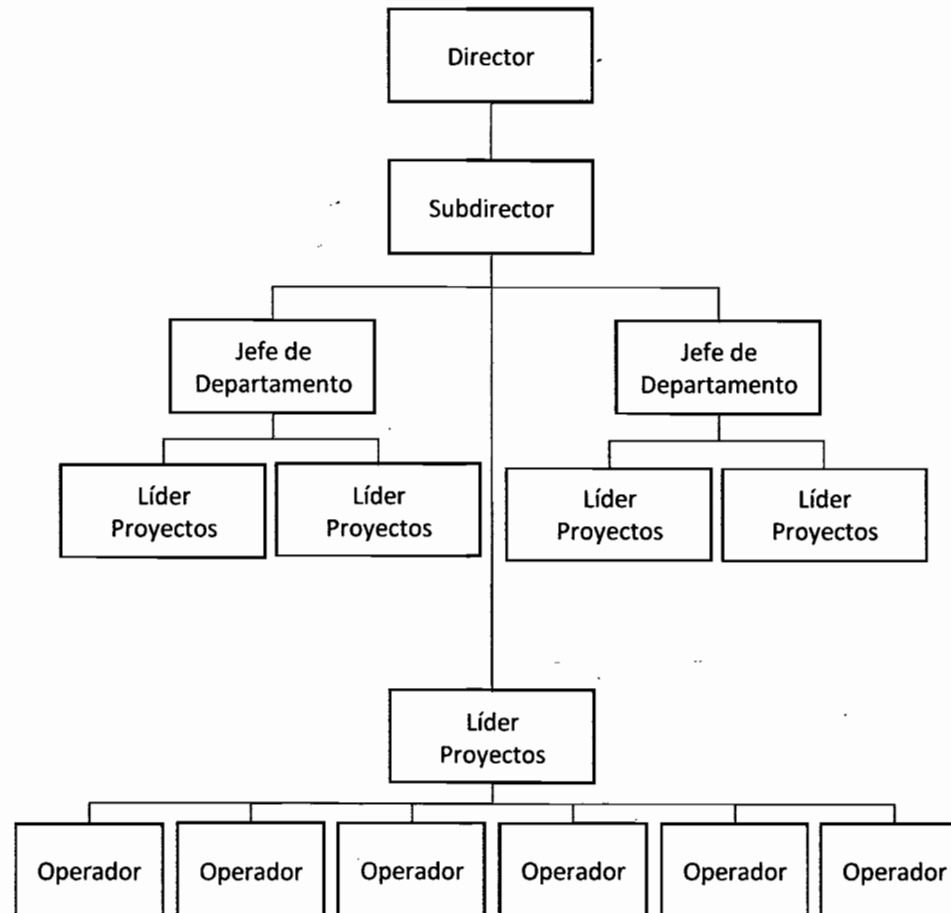 Director
Subdirector
Jefe de
Departamento
Jefe de
Departamento
Líder
Proyectos
Líder
Proyectos
Líder
Proyectos
Líder
Proyectos
Líder
Proyectos
Operador
Operador
Operador
Operador
Operador
Operador